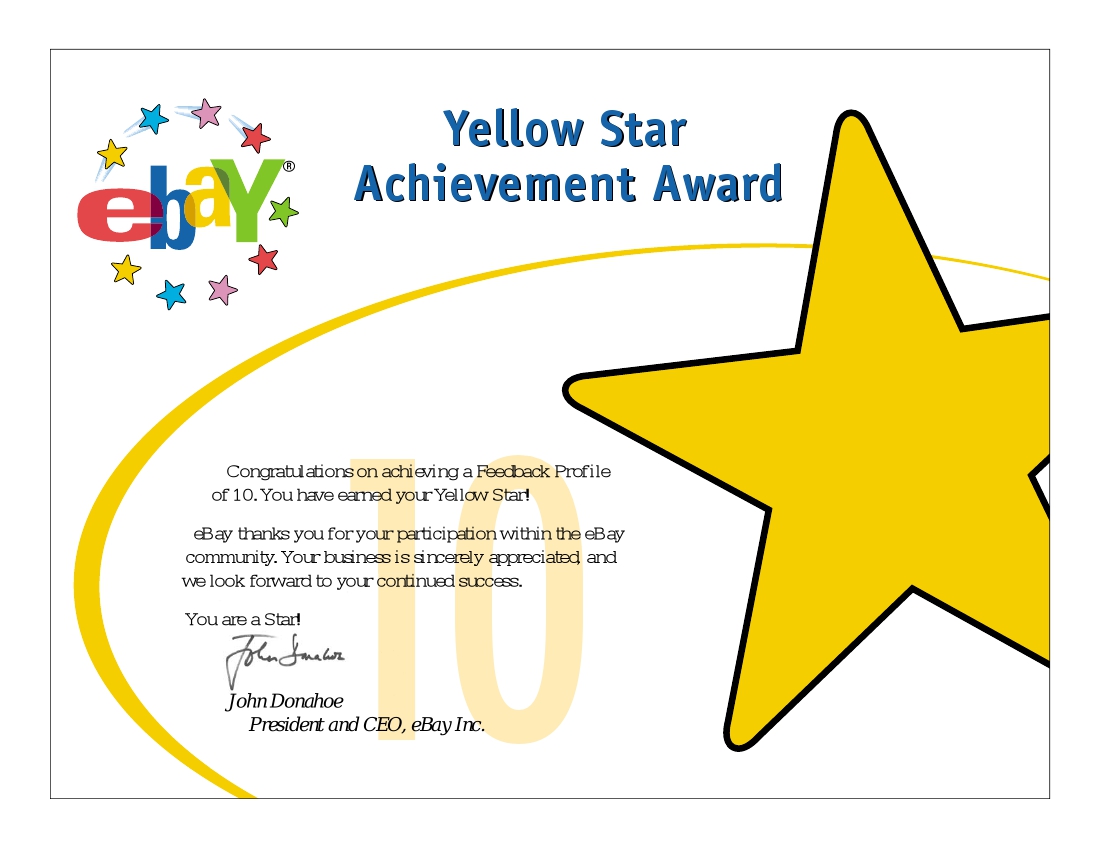 ebaY®
Yellow Star
Achievement Award
10
Congratulations on achieving a Feedback Profile
of 10. You have earned your Yellow Star!
eBay thanks you for your participation within the eBay
community. Your business is sincerely appreciated, and
we look forward to your continued success.
You are a Star!
John Donahoe
John Donahoe
President and CEO, eBay Inc.